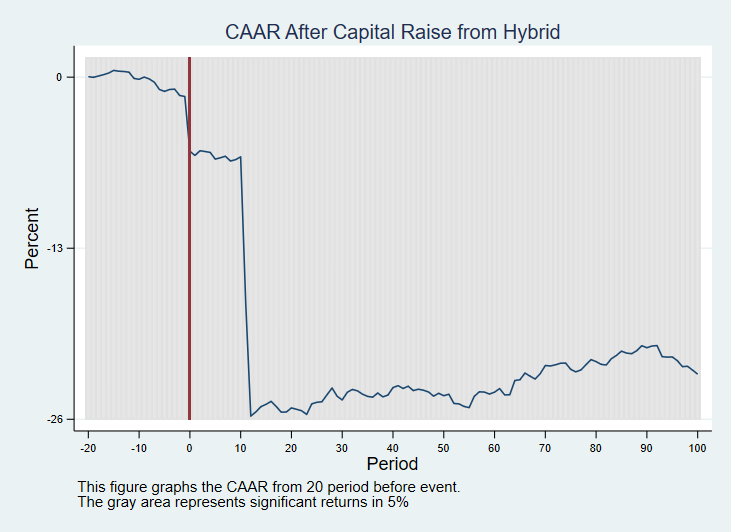 CAAR After Capital Raise from Hybrid
Percent
0
-13
-26
-20 -10 0 10 20 30 40 50 60 70 80 90 100
Period
This figure graphs the CAAR from 20 period before event.
The gray area represents significant returns in 5%